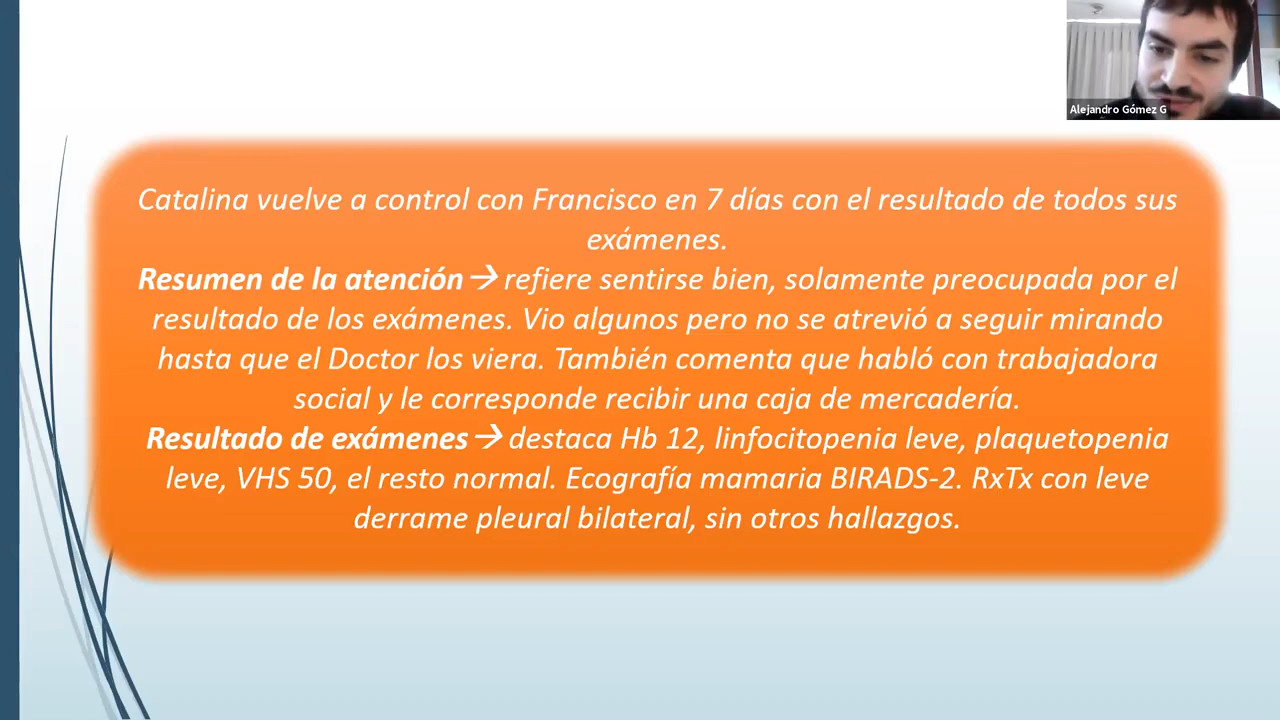 Alejandro Gómez G
Catalina vuelve a control con Francisco en 7 días con el resultado de todos sus
exámenes.
Resumen de la atención→ refiere sentirse bien, solamente preocupada por el
resultado de los exámenes. Vio algunos pero no se atrevió a seguir mirando
hasta que el Doctor los viera. También comenta que habló con trabajadora
social y le corresponde recibir una caja de mercadería.
Resultado de exámenes→ destaca Hb 12, linfocitopenia leve, plaquetopenia
leve, VHS 50, el resto normal. Ecografía mamaria BIRADS-2. RxTx con leve
derrame pleural bilateral, sin otros hallazgos.